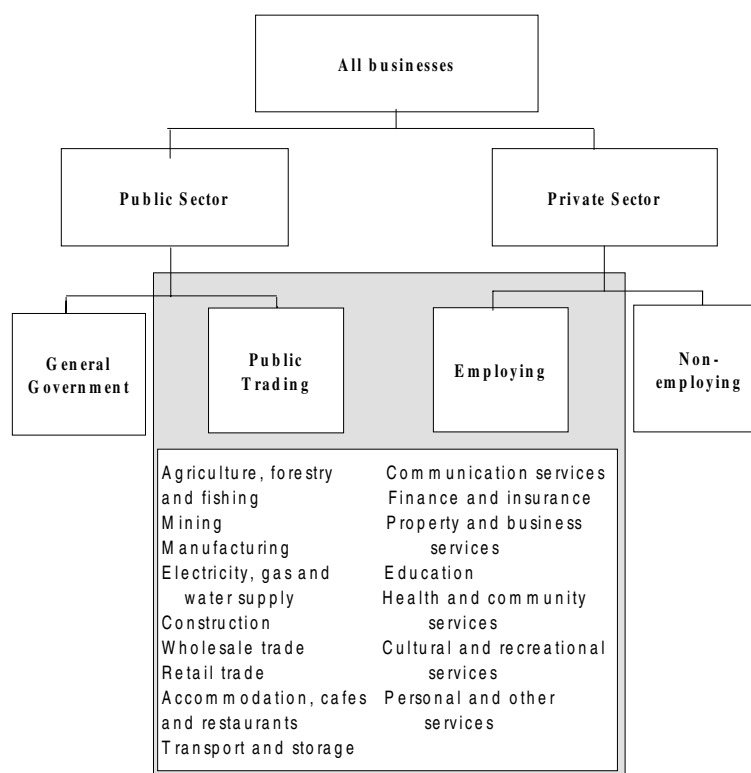 All businesses
Public Sector
Private Sector
General
Government
Public
Trading
Employing
Non-
employing
Agriculture, forestry
and fishing
Mining
Manufacturing
Electricity, gas and
water supply
Construction
Wholesale trade
Retail trade
Accommodation, cafes
and restaurants
Transport and storage
Communication services
Finance and insurance
Property and business
services
Education
Health and community
services
Cultural and recreational
services
Personal and other
services